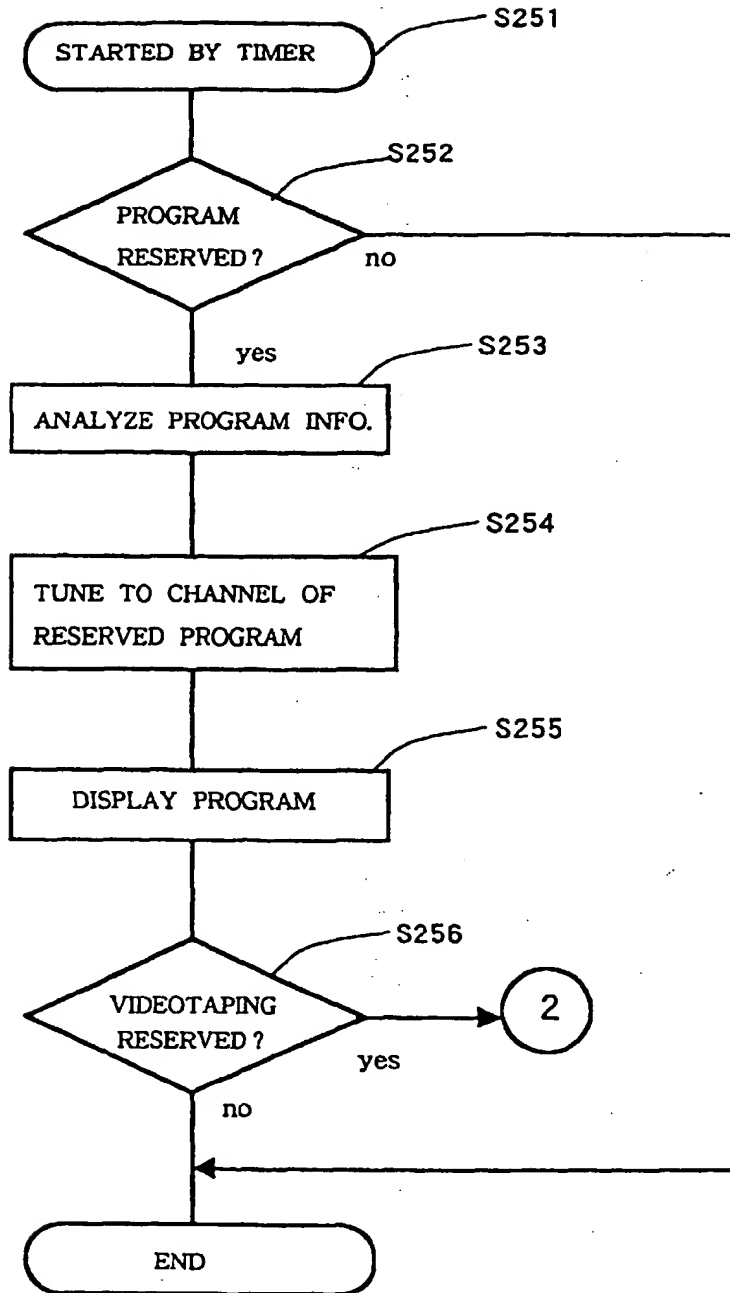 S251
STARTED BY TIMER
S252
PROGRAM
RESERVED?
no
yes
S253
ANALYZE PROGRAM INFO.
S254
TUNE TO CHANNEL OF
RESERVED PROGRAM
S255
DISPLAY PROGRAM
S256
VIDEOTAPING
RESERVED?
2
yes
no
END